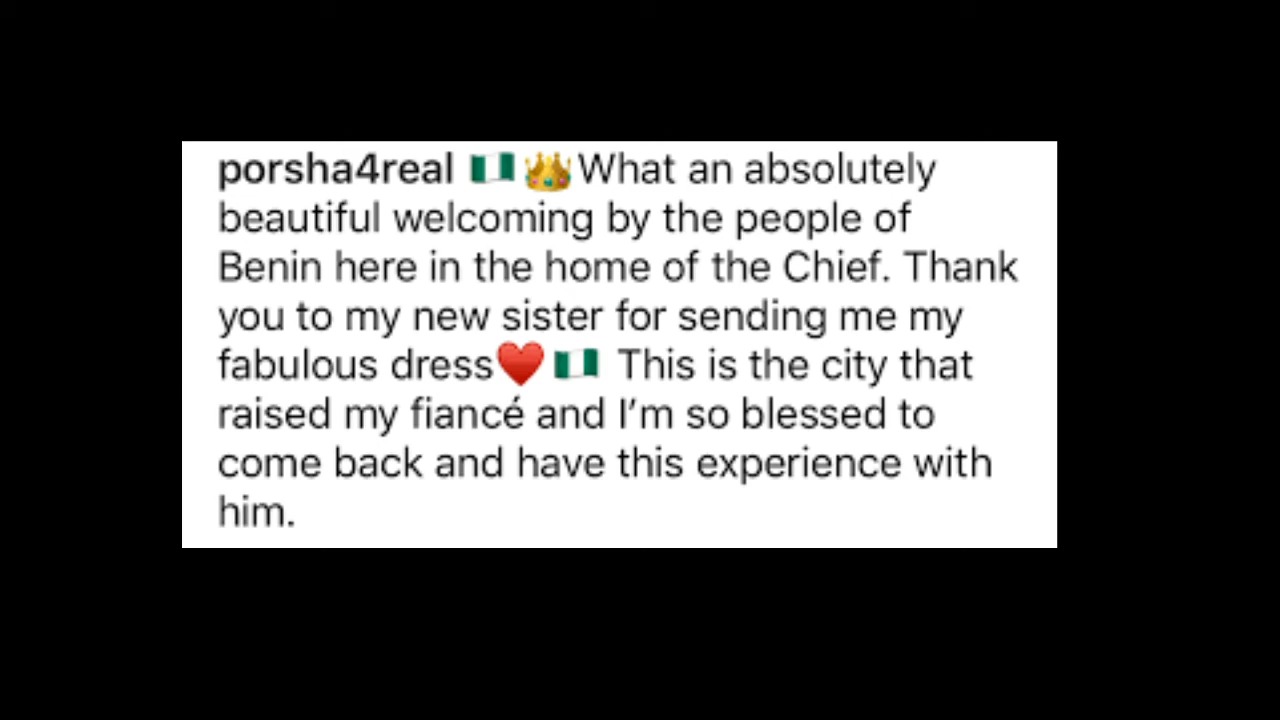 porsha4real 🇳🇬👑What an absolutely
beautiful welcoming by the people of
Benin here in the home of the Chief. Thank
you to my new sister for sending me my
fabulous dress❤️🇳🇬 This is the city that
raised my fiancé and I’m so blessed to
come back and have this experience with
him.